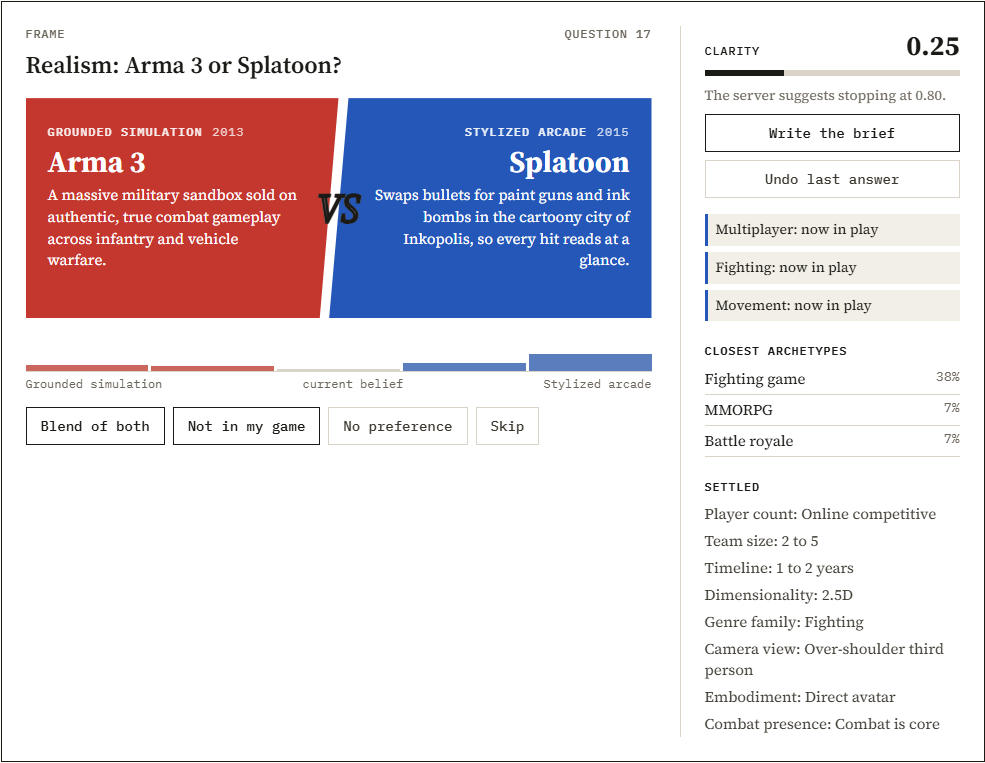 FRAME
QUESTION 17
Realism: Arma 3 or Splatoon?
GROUNDED SIMULATION 2013
Arma 3
A massive military sandbox sold on
authentic, true combat gameplay
across infantry and vehicle
warfare.
VS
STYLIZED ARCADE 2015
Splatoon
Swaps bullets for paint guns and ink
bombs in the cartoony city of
Inkopolis, so every hit reads at a
glance.
Grounded simulation
current belief
Stylized arcade
Blend of both
Not in my game
No preference
Skip
CLARITY
0.25
The server suggests stopping at 0.80.
Write the brief
Undo last answer
Multiplayer: now in play
Fighting: now in play
Movement: now in play
CLOSEST ARCHETYPES
Fighting game 38%
MMORPG 7%
Battle royale 7%
SETTLED
Player count: Online competitive
Team size: 2 to 5
Timeline: 1 to 2 years
Dimensionality: 2.5D
Genre family: Fighting
Camera view: Over-shoulder third
person
Embodiment: Direct avatar
Combat presence: Combat is core